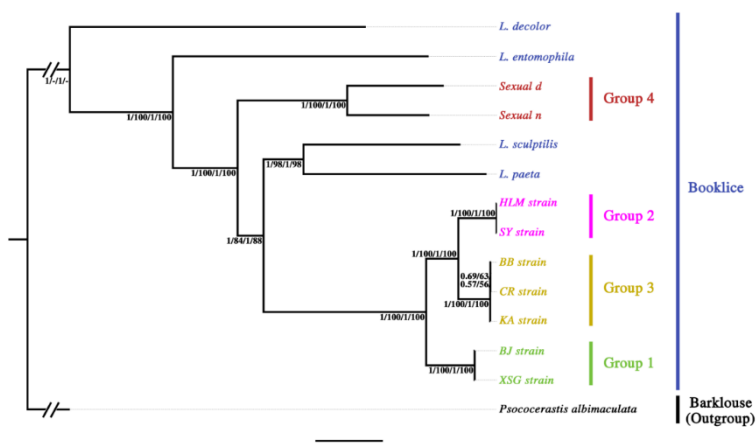 L. decolor
1/-/1/-
L. entomophila
1/100/1/100
Sexual d
1/100/1/100
Group 4
Sexual n
1/100/1/100
L. sculptilis
1/98/1/98
L. paeta
Booklice
HLM strain
1/100/1/100
Group 2
SY strain
1/84/1/88
1/100/1/100
BB strain
0.69/63/
0.57/56
CR strain
Group 3
1/100/1/100
KA strain
1/100/1/100
BJ strain
Group 1
1/100/1/100
XSG strain
Psococerastis albimaculata
Barklouse
(Outgroup)